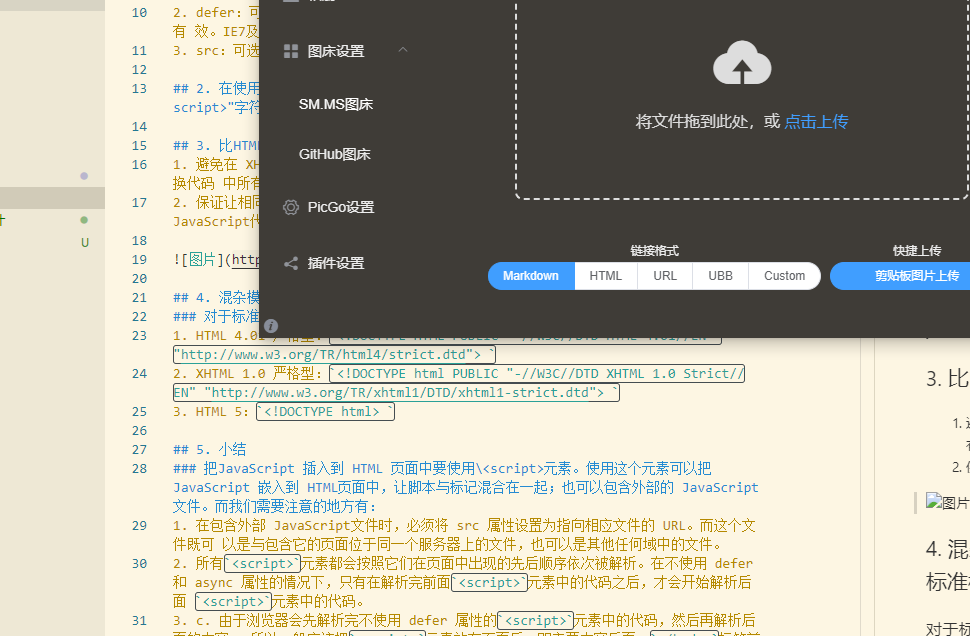 10 2. defer: 可
有 效。IE7及
11 3. src: 可选
12
13 ## 2. 在使用
script>"字符
14
15 ## 3. 比HTM
16 1. 避免在 XH
换代码 中所有
17 2. 保证让相同
JavaScript代
18
U
19 ![图片](http
20
21 ## 4. 混杂模
22 ### 对于标准
图床设置
SM.MS图床
GitHub图床
PicGo设置
插件设置
将文件拖到此处，或 点击上传
链接格式
快捷上传
Markdown
HTML
URL
UBB
Custom
剪贴板图片上传
23 1. HTML 4.01 严格型：`<!DOCTYPE HTML PUBLIC "-//W3C//DTD HTML 4.01//EN"
"http://www.w3.org/TR/html4/strict.dtd"> `
24 2. XHTML 1.0 严格型：`<!DOCTYPE html PUBLIC "-//W3C//DTD XHTML 1.0 Strict//
EN" "http://www.w3.org/TR/xhtml1/DTD/xhtml1-strict.dtd"> `
25 3. HTML 5：`<!DOCTYPE html> `
26
27 ## 5. 小结
28 ### 把JavaScript 插入到 HTML 页面中要使用\<script>元素。使用这个元素可以把
JavaScript 嵌入到 HTML页面中，让脚本与标记混合在一起；也可以包含外部的 JavaScript
文件。而我们需要注意的地方有：
29 1. 在包含外部 JavaScript文件时，必须将 src 属性设置为指向相应文件的 URL。而这个文
件既可 以是与包含它的页面位于同一个服务器上的文件，也可以是其他任何域中的文件。
30 2. 所有`<script>`元素都会按照它们在页面中出现的先后顺序依次被解析。在不使用 defer
和 async 属性的情况下，只有在解析完前面`<script>`元素中的代码之后，才会开始解析后
面 `<script>`元素中的代码。
31 3. c. 由于浏览器会先解析完不使用 defer 属性的`<script>`元素中的代码，然后再解析后
3. 比
1.
2.
图片
4. 混
标准
对于标